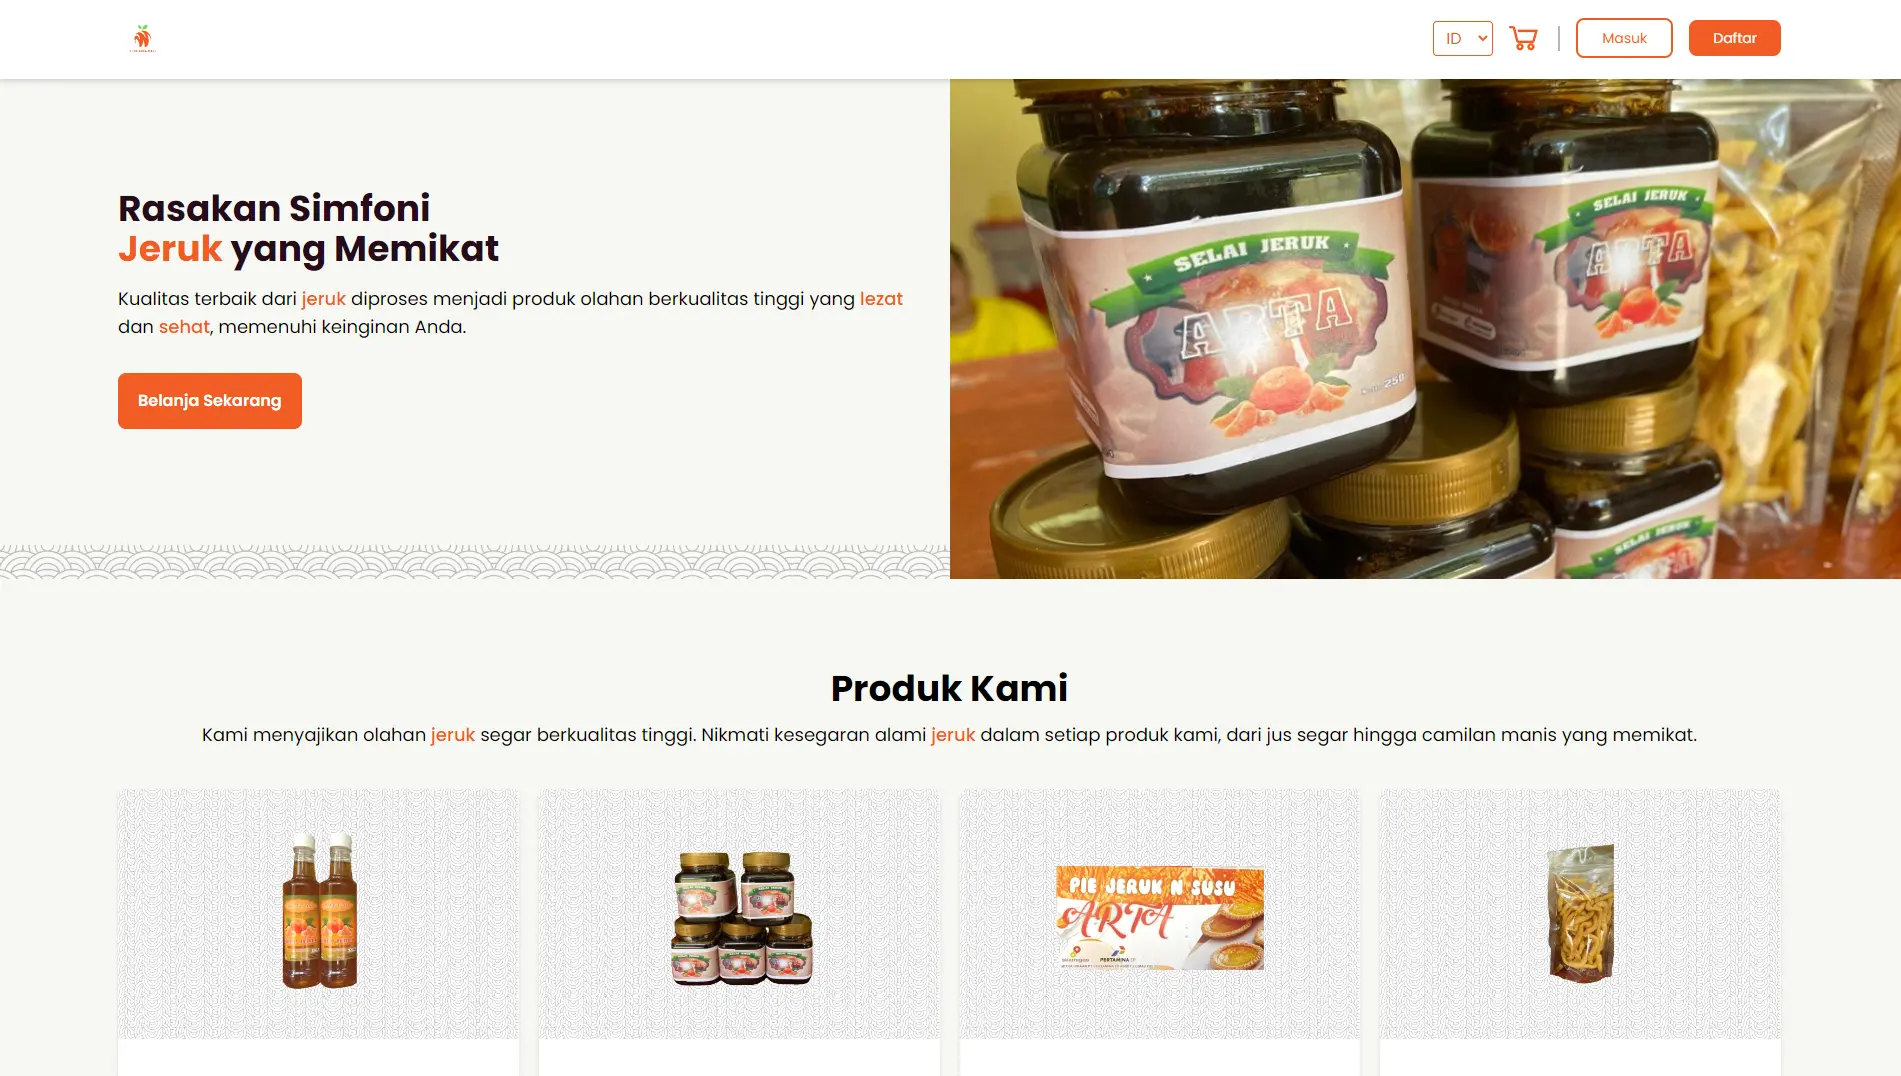 ID
Masuk
Daftar
Rasakan Simfoni
Jeruk yang Memikat
Kualitas terbaik dari jeruk diproses menjadi produk olahan berkualitas tinggi yang lezat
dan sehat, memenuhi keinginan Anda.
Belanja Sekarang
SELAI JERUK
ARTA
SELAI JERUK
ARTA
SELAI JERUK
Produk Kami
Kami menyajikan olahan jeruk segar berkualitas tinggi. Nikmati kesegaran alami jeruk dalam setiap produk kami, dari jus segar hingga camilan manis yang memikat.
PIE JERUK N SUSU
ARTA
PERTAMINA